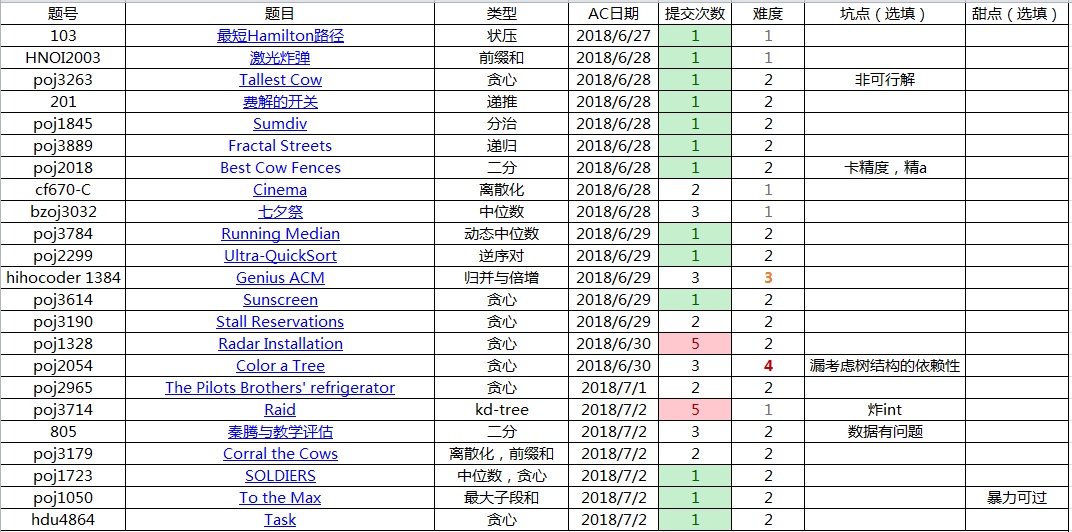 题号 题目 类型 AC日期 提交次数 难度 坑点（选填） 甜点（选填）
103 最短Hamilton路径 状压 2018/6/27 1 1
HNOI2003 激光炸弹 前缀和 2018/6/28 1 1
poj3263 Tallest Cow 贪心 2018/6/28 1 2 非可行解
201 费解的开关 递推 2018/6/28 1 2
poj1845 Sumdiv 分治 2018/6/28 1 2
poj3889 Fractal Streets 递归 2018/6/28 1 2
poj2018 Best Cow Fences 二分 2018/6/28 1 2 卡精度，精a
cf670-C Cinema 离散化 2018/6/28 2 1
bzoj3032 七夕祭 中位数 2018/6/28 3 1
poj3784 Running Median 动态中位数 2018/6/29 1 2
poj2299 Ultra-QuickSort 逆序对 2018/6/29 1 2
hihocoder 1384 Genius ACM 归并与倍增 2018/6/29 3 3
poj3614 Sunscreen 贪心 2018/6/29 1 2
poj3190 Stall Reservations 贪心 2018/6/29 2 2
poj1328 Radar Installation 贪心 2018/6/30 5 2
poj2054 Color a Tree 贪心 2018/6/30 3 4 漏考虑树结构的依赖性
poj2965 The Pilots Brothers' refrigerator 贪心 2018/7/1 2 2
poj3714 Raid kd-tree 2018/7/2 5 1 炸int
805 秦腾与教学评估 二分 2018/7/2 3 2 数据有问题
poj3179 Corral the Cows 离散化，前缀和 2018/7/2 2 2
poj1723 SOLDIERS 中位数，贪心 2018/7/2 1 2
poj1050 To the Max 最大子段和 2018/7/2 1 2 暴力可过
hdu4864 Task 贪心 2018/7/2 1 2